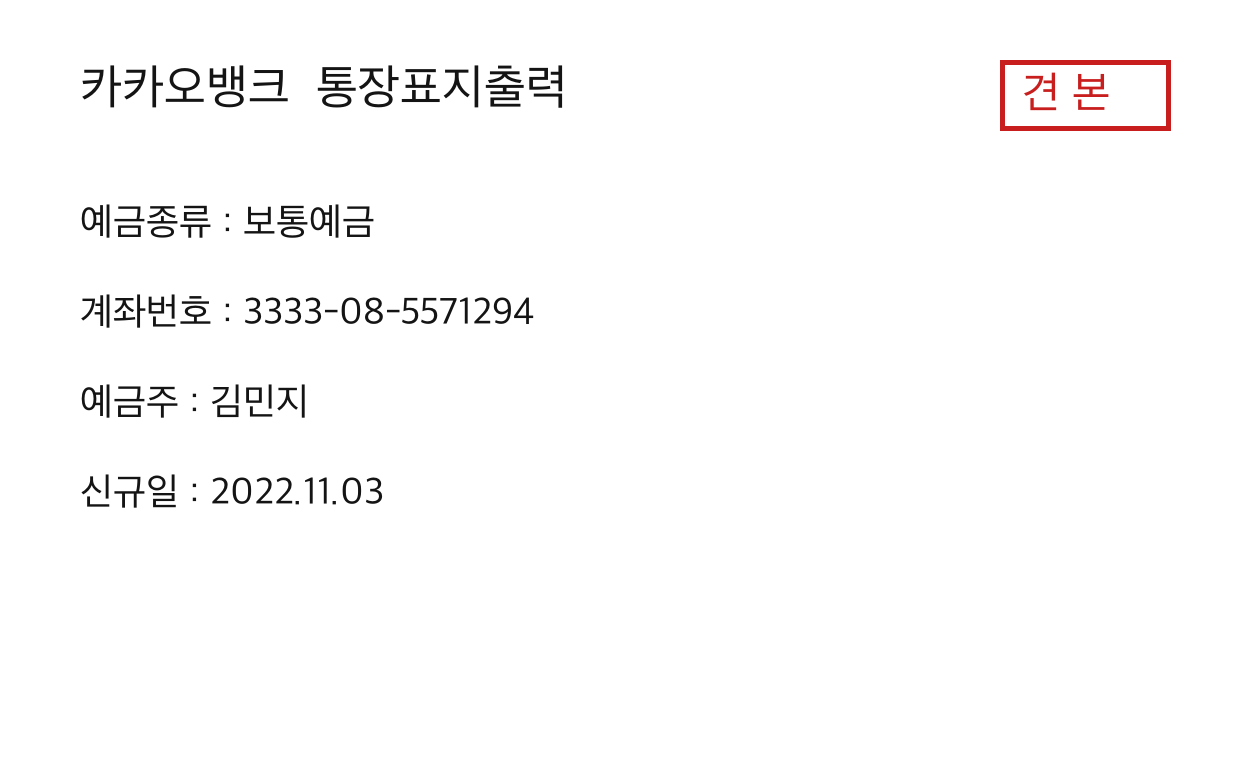 카카오뱅크 통장표지출력
견 본
예금종류 : 보통예금
계좌번호 : 3333-08-5571294
예금주 : 김민지
신규일 : 2022.11.03